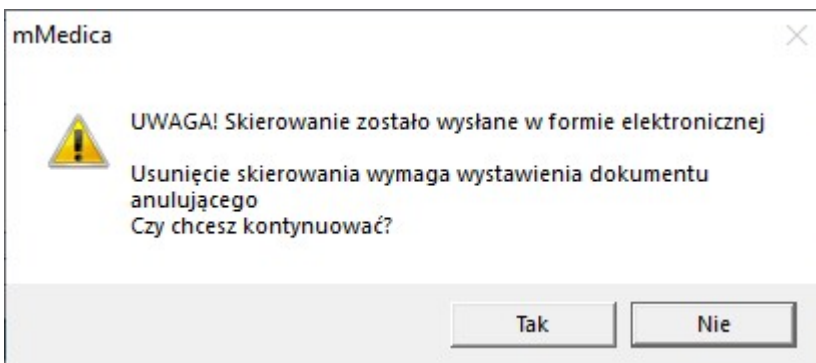 mMedica
UWAGA! Skierowanie zostało wysłane w formie elektronicznej
Usunięcie skierowania wymaga wystawienia dokumentu
anulującego
Czy chcesz kontynuować?
Tak
Nie